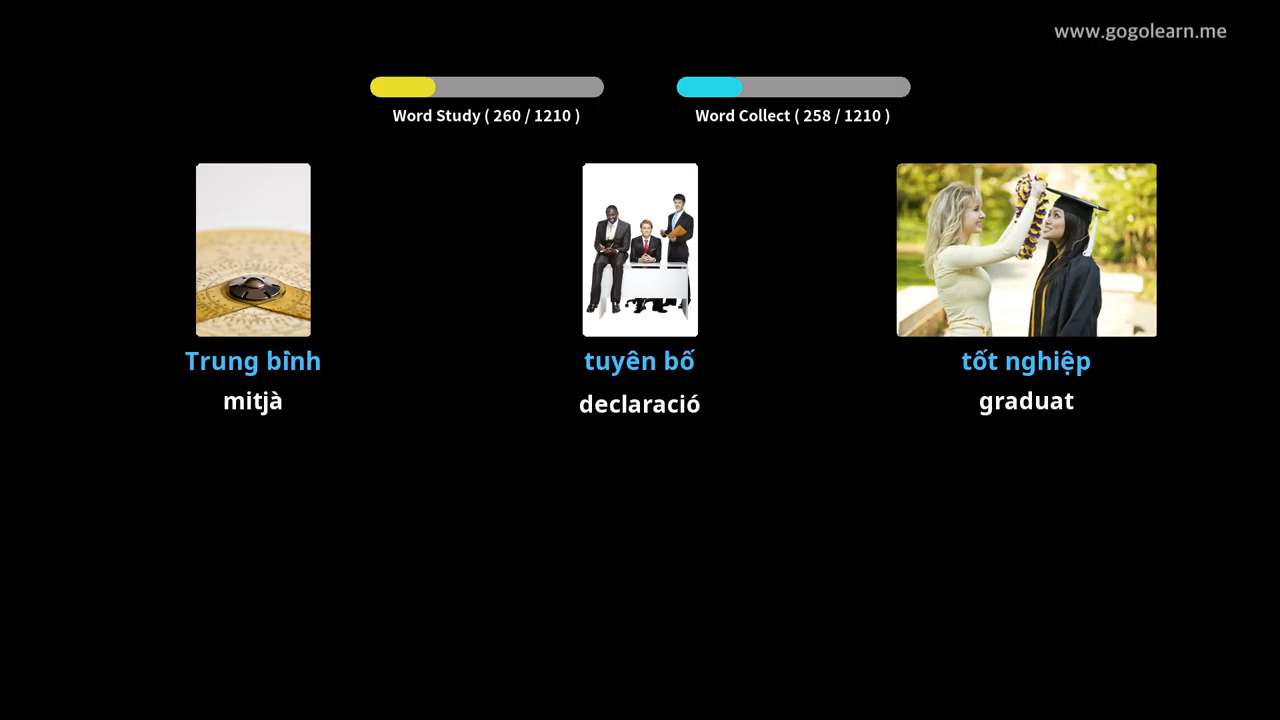 www.gogolearn.me
Word Study ( 260 / 1210 )
Word Collect ( 258 / 1210 )
Trung bình
mitjà
tuyên bố
declaració
tốt nghiệp
graduat